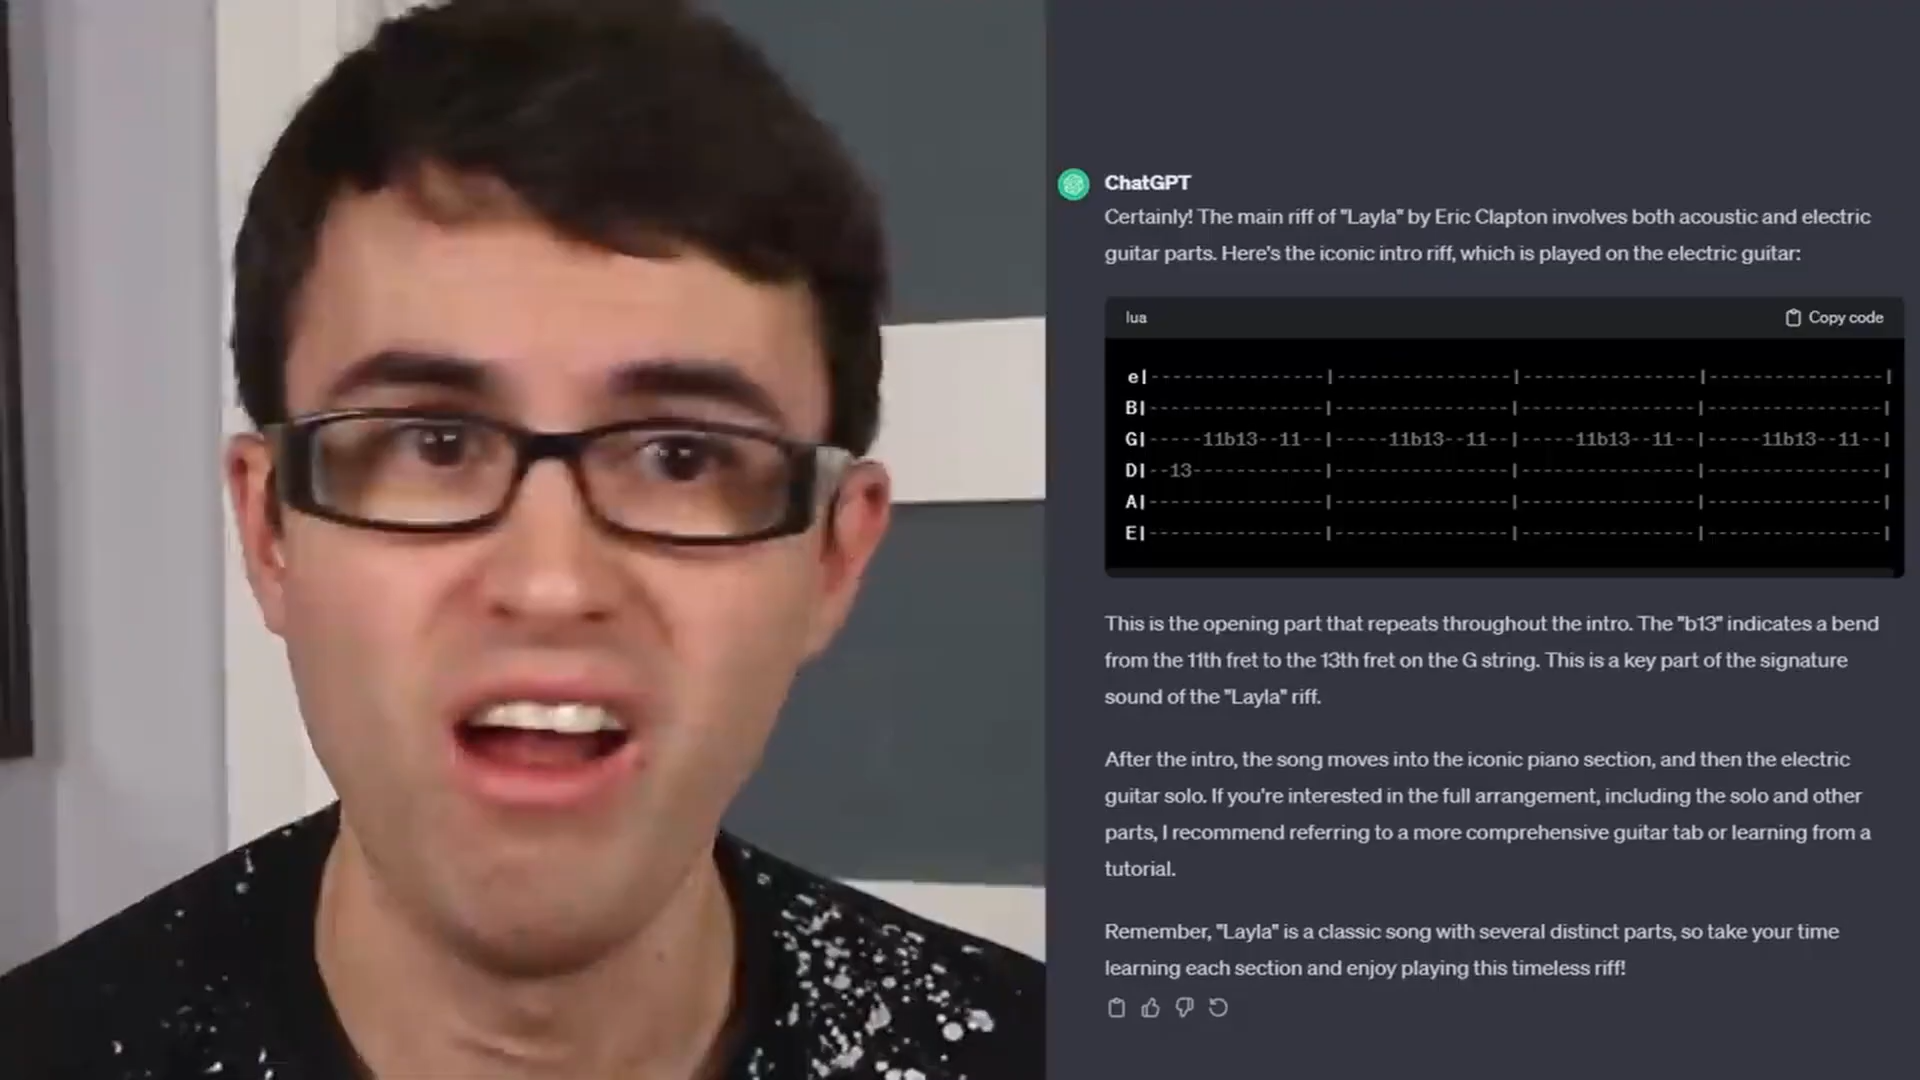 ChatGPT
Certainly! The main riff of "Layla" by Eric Clapton involves both acoustic and electric
guitar parts. Here's the iconic intro riff, which is played on the electric guitar:
lua
Copy code
e|----------------|----------------|----------------|----------------|
B|----------------|----------------|----------------|----------------|
G|-----11b13--11--|-----11b13--11--|-----11b13--11--|-----11b13--11--|
D|--13------------|----------------|----------------|----------------|
A|----------------|----------------|----------------|----------------|
E|----------------|----------------|----------------|----------------|
This is the opening part that repeats throughout the intro. The "b13" indicates a bend
from the 11th fret to the 13th fret on the G string. This is a key part of the signature
sound of the "Layla" riff.
After the intro, the song moves into the iconic piano section, and then the electric
guitar solo. If you're interested in the full arrangement, including the solo and other
parts, I recommend referring to a more comprehensive guitar tab or learning from a
tutorial.
Remember, "Layla" is a classic song with several distinct parts, so take your time
learning each section and enjoy playing this timeless riff!